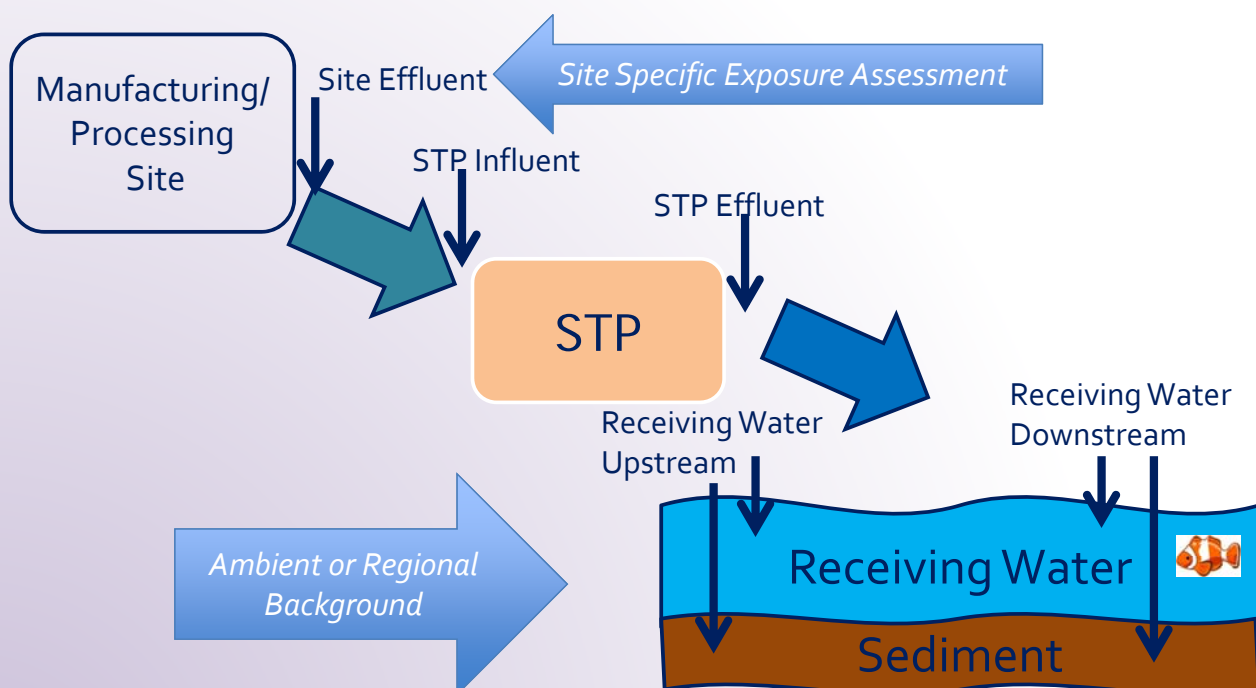 Manufacturing/
Processing
Site
Site Effluent
Site Specific Exposure Assessment
STP Influent
STP Effluent
STP
Receiving Water
Upstream
Receiving Water
Downstream
Ambient or Regional
Background
Receiving Water
Sediment